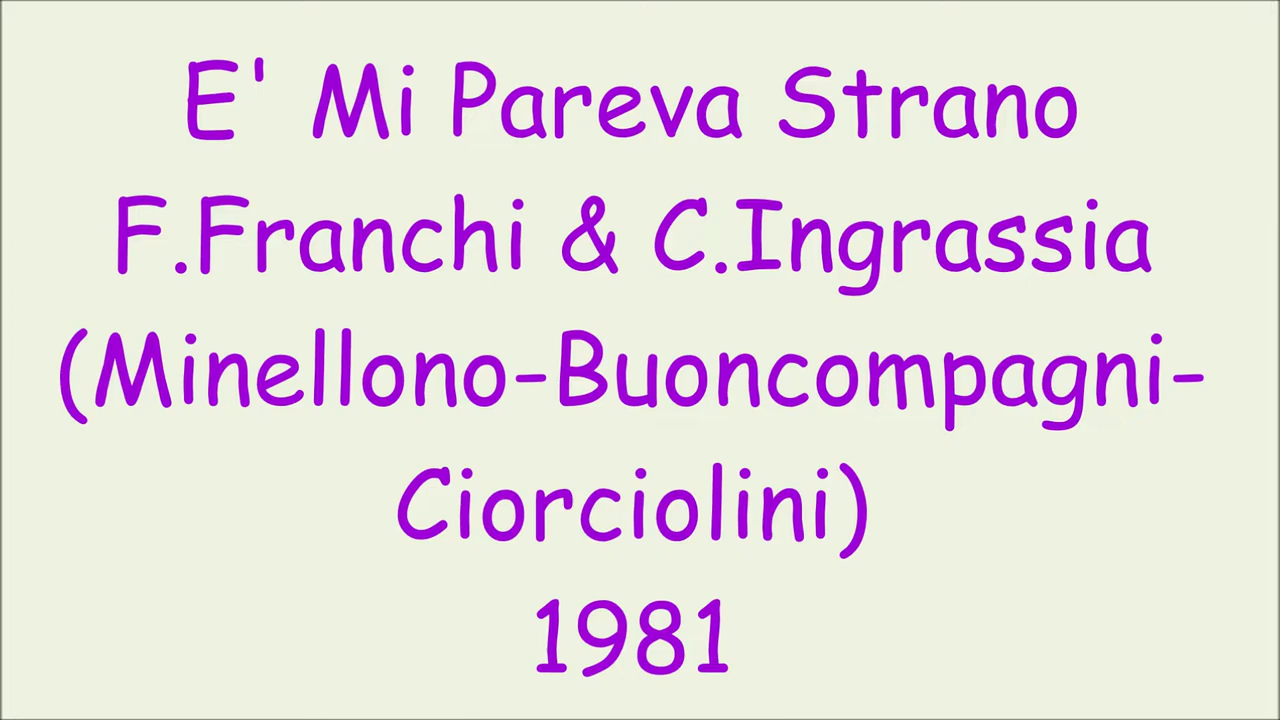 E' Mi Pareva Strano
F.Franchi & C.Ingrassia
(Minellono-Buoncompagni-
Ciorciolini)
1981